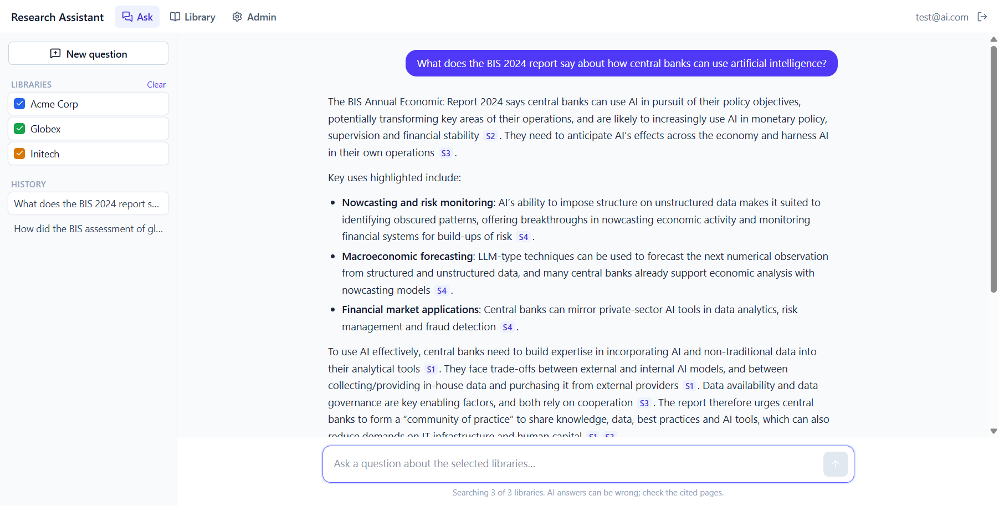 Research Assistant
Ask
Library
Admin
test@ai.com
New question
LIBRARIES
Clear
Acme Corp
Globex
Initech
HISTORY
What does the BIS 2024 report s...
How did the BIS assessment of gl...
What does the BIS 2024 report say about how central banks can use artificial intelligence?
The BIS Annual Economic Report 2024 says central banks can use AI in pursuit of their policy objectives,
potentially transforming key areas of their operations, and are likely to increasingly use AI in monetary policy,
supervision and financial stability S2 . They need to anticipate AI’s effects across the economy and harness AI
in their own operations S3 .
Key uses highlighted include:
• Nowcasting and risk monitoring: AI’s ability to impose structure on unstructured data makes it suited to
identifying obscured patterns, offering breakthroughs in nowcasting economic activity and monitoring
financial systems for build-ups of risk S4 .
• Macroeconomic forecasting: LLM-type techniques can be used to forecast the next numerical observation
from structured and unstructured data, and many central banks already support economic analysis with
nowcasting models S4 .
• Financial market applications: Central banks can mirror private-sector AI tools in data analytics, risk
management and fraud detection S4 .
To use AI effectively, central banks need to build expertise in incorporating AI and non-traditional data into
their analytical tools S1 . They face trade-offs between external and internal AI models, and between
collecting/providing in-house data and purchasing it from external providers S1 . Data availability and data
governance are key enabling factors, and both rely on cooperation S3 . The report therefore urges central
banks to form a “community of practice” to share knowledge, data, best practices and AI tools, which can also
reduce demands on IT infrastructure and human capital S1
Ask a question about the selected libraries...
Searching 3 of 3 libraries. AI answers can be wrong; check the cited pages.